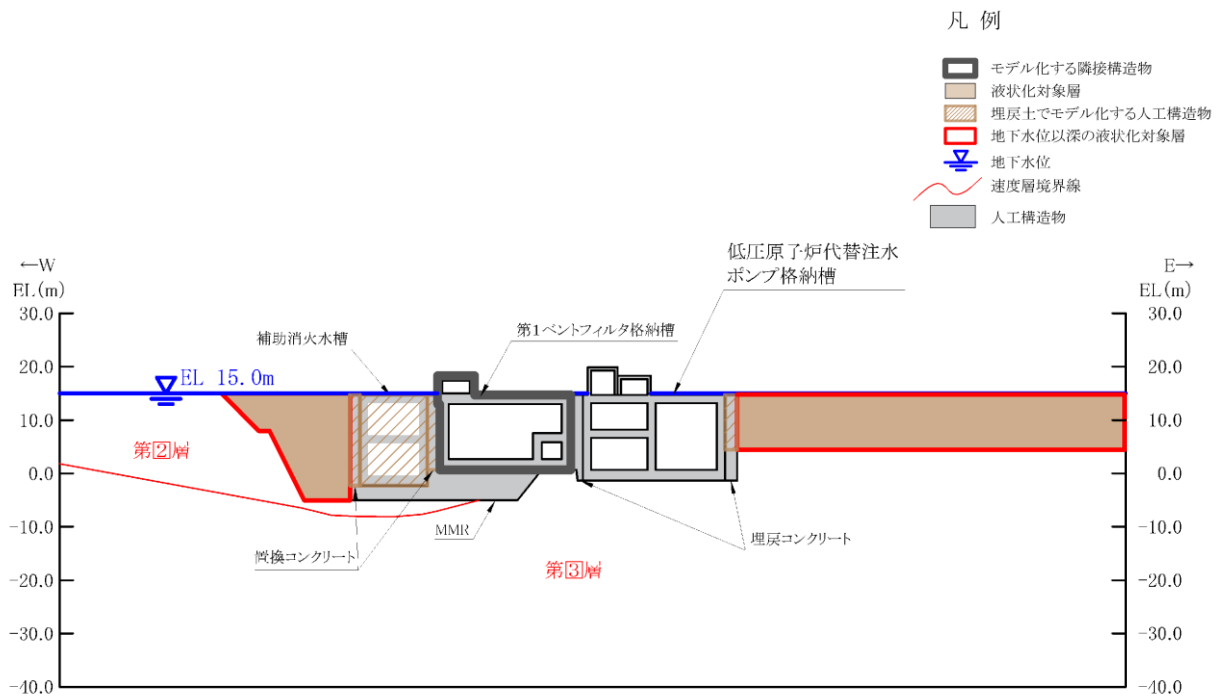 凡 例
モデル化する隣接構造物
液状化対象層
埋戻土でモデル化する人工構造物
地下水位以深の液状化対象層
地下水位
速度層境界線
人工構造物
低圧原子炉代替注水
ポンプ格納槽
←W
EL(m)
E→
EL(m)
第1ベントフィルタ格納槽
補助消火水槽
EL 15.0m
30.0
20.0
10.0
0.0
-10.0
-20.0
-30.0
-40.0
30.0
20.0
10.0
0.0
-10.0
-20.0
-30.0
-40.0
第2層
MMR
置換コンクリート
埋戻コンクリート
第3層